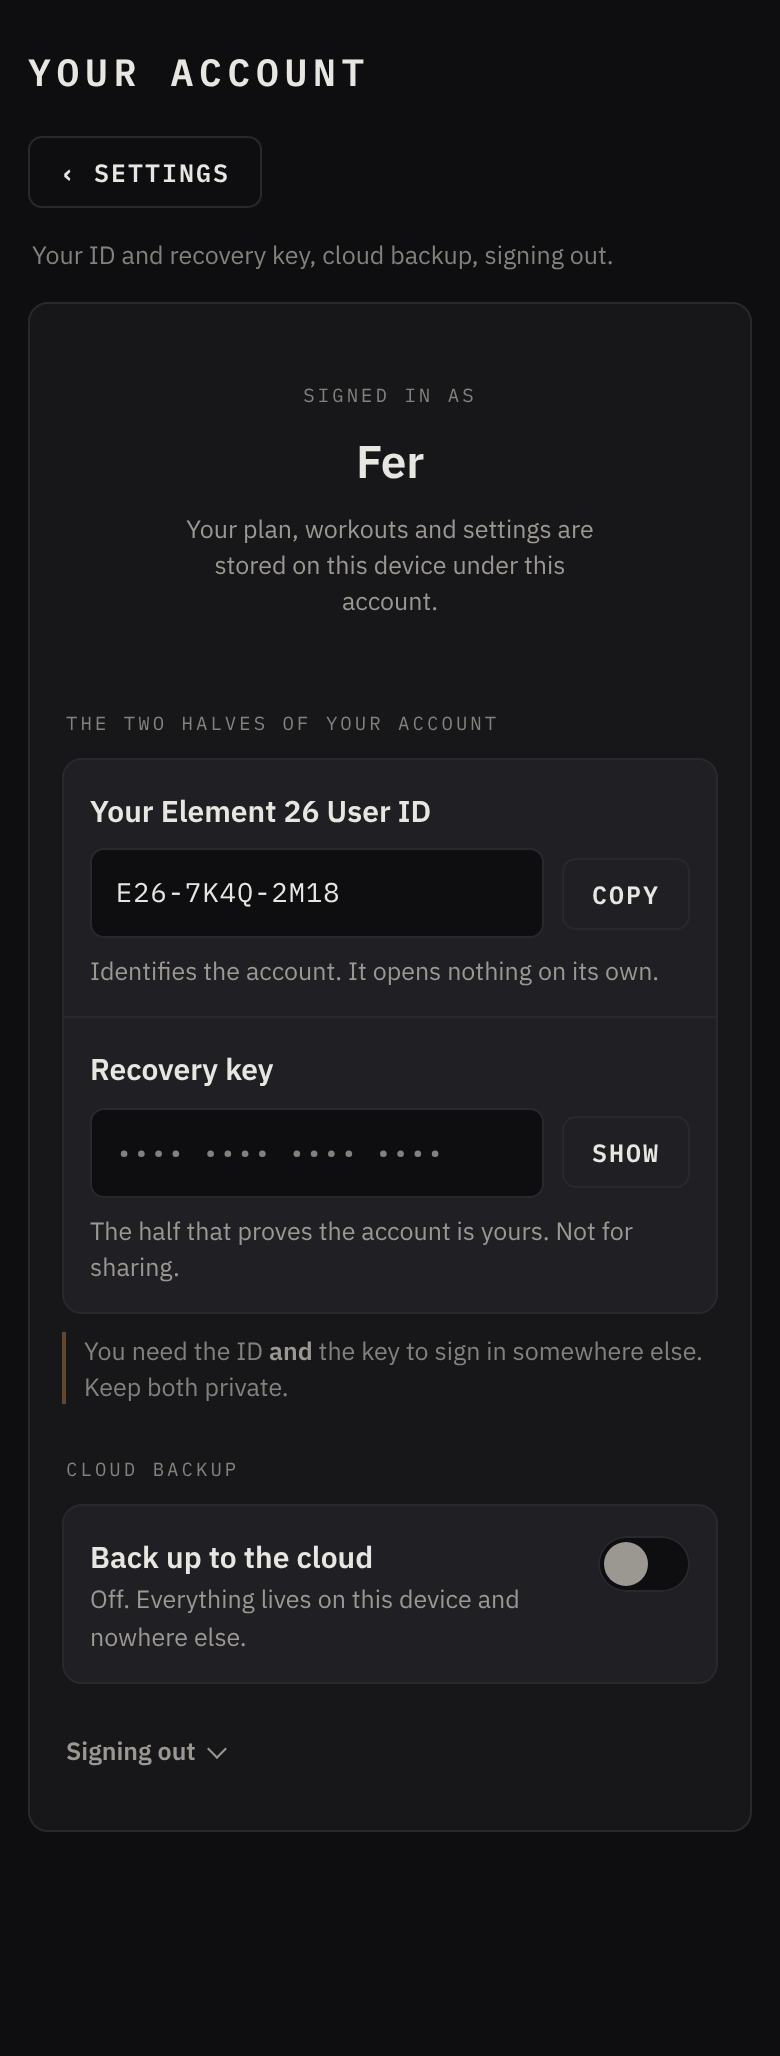 YOUR ACCOUNT
‹ SETTINGS
Your ID and recovery key, cloud backup, signing out.
SIGNED IN AS
Fer
Your plan, workouts and settings are
stored on this device under this
account.
THE TWO HALVES OF YOUR ACCOUNT
Your Element 26 User ID
E26-7K4Q-2M18
COPY
Identifies the account. It opens nothing on its own.
Recovery key
•••• •••• •••• ••••
SHOW
The half that proves the account is yours. Not for
sharing.
You need the ID and the key to sign in somewhere else.
Keep both private.
CLOUD BACKUP
Back up to the cloud
Off. Everything lives on this device and
nowhere else.
Signing out